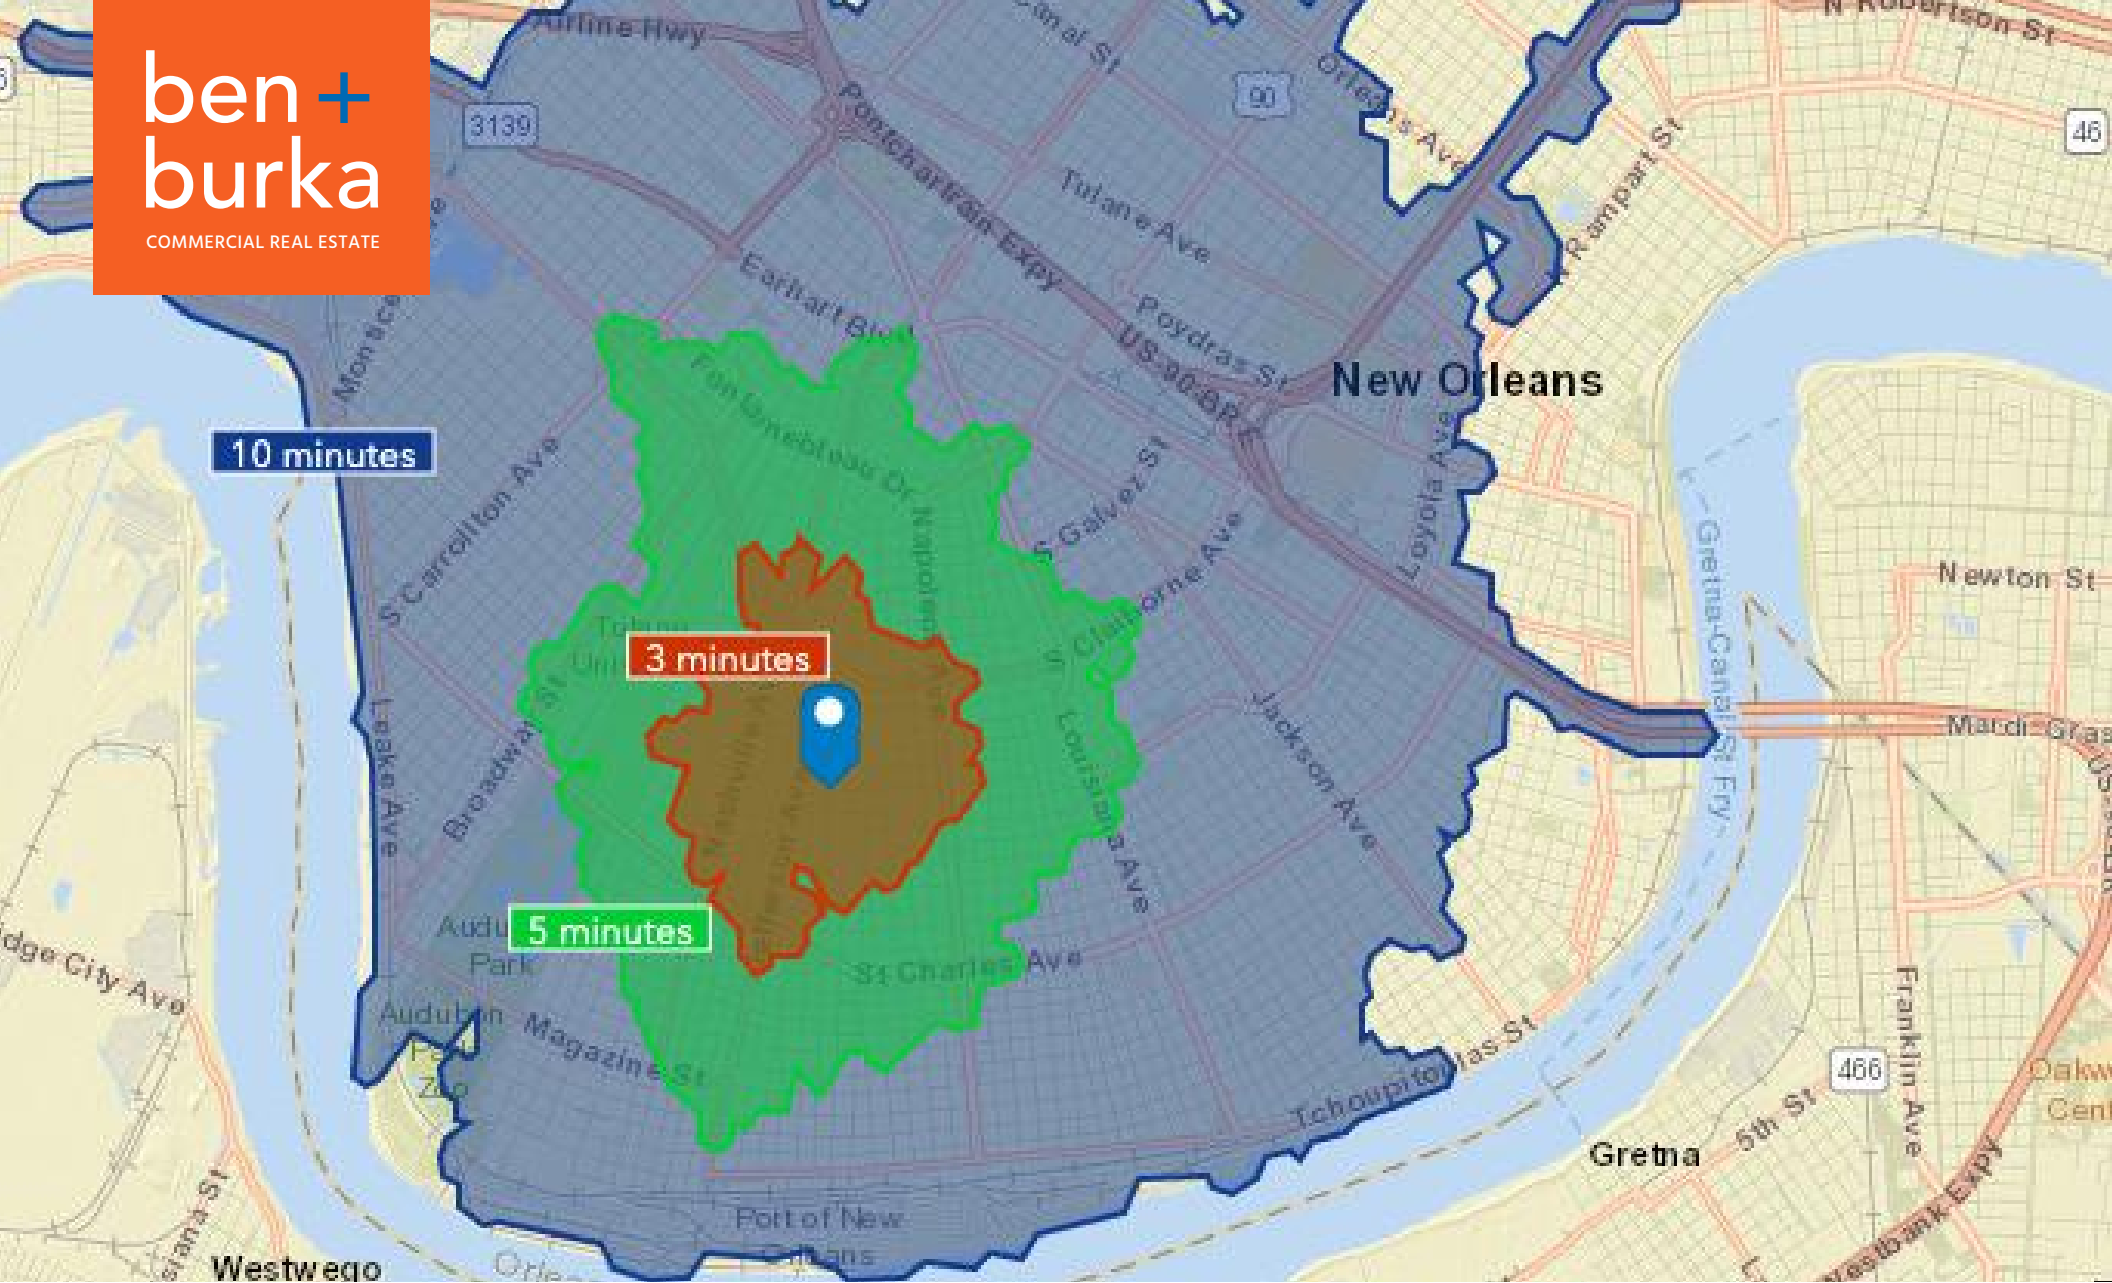 ben +
burka
COMMERCIAL REAL ESTATE
Airline Hwy
Canal St
N Robertson St
3139
90
46
Orleans Ave
Pontchartrain Expy
Tulane Ave
N Rampart St
Earhart Blvd
Poydras St
US-90-BR E
New Orleans
10 minutes
S Carrollton Ave
S Galvez St
Loyola Ave
S Claiborne Ave
Newton St
Gretna-Canal St Fry
3 minutes
Broadway St
Leake Ave
Jackson Ave
Louisiana Ave
Mardi Gras
5 minutes
Park
St Charles Ave
Audubon
Park
Zoo
Magazine St
Tchoupitoulas St
466
Franklin Ave
5th St
Gretna
Port of New
Orleans
Westwego
Westbank Expy